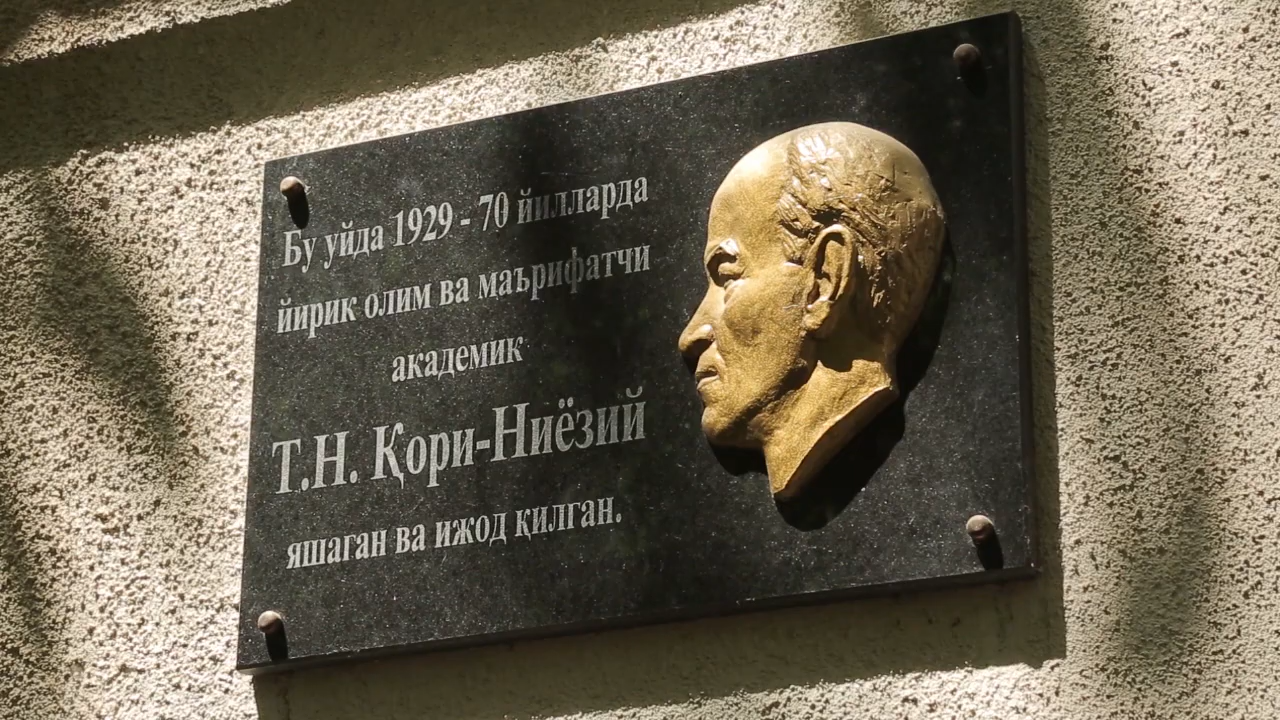 Бу уйда 1929 - 70 йилларда
йирик олим ва маърифатчи
академик
Т.Н. Қори-Ниёзий
яшаган ва ижод қилган.